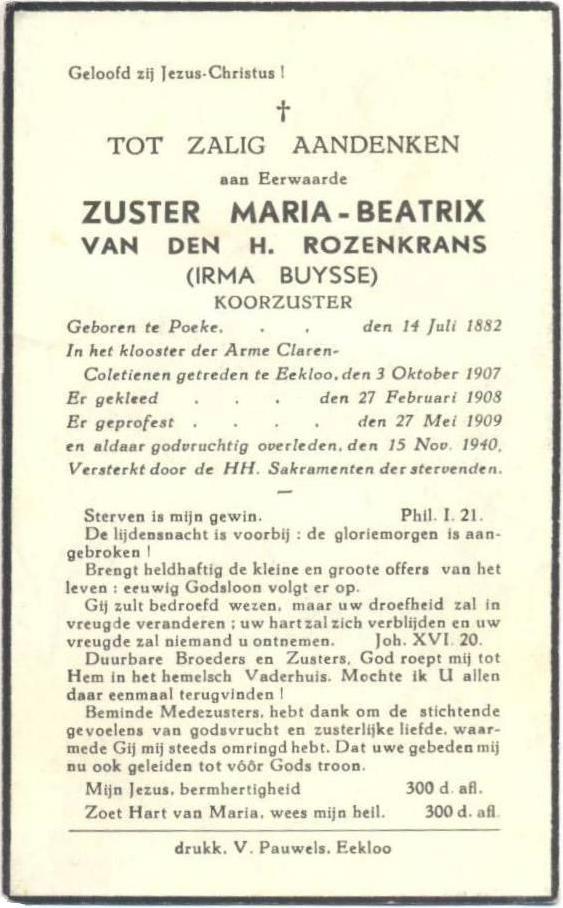 Geloofd zij Jezus-Christus !
†
TOT ZALIG AANDENKEN
aan Eerwaarde
ZUSTER MARIA-BEATRIX
VAN DEN H. ROZENKRANS
(IRMA BUYSSE)
KOORZUSTER
Geboren te Poeke. . . den 14 Juli 1882
In het klooster der Arme Claren-
Coletienen getreden te Eekloo, den 3 Oktober 1907
Er gekleed . . . den 27 Februari 1908
Er geprofest . . . . den 27 Mei 1909
en aldaar godvruchtig overleden, den 15 Nov. 1940,
Versterkt door de HH. Sakramenten der stervenden.
—
Sterven is mijn gewin. Phil. I. 21.
De lijdensnacht is voorbij : de gloriemorgen is aan-
gebroken !
Brengt heldhaftig de kleine en groote offers van het
leven : eeuwig Godsloon volgt er op.
Gij zult bedroefd wezen, maar uw droefheid zal in
vreugde veranderen ; uw hart zal zich verblijden en uw
vreugde zal niemand u ontnemen. Joh. XVI. 20.
Duurbare Broeders en Zusters, God roept mij tot
Hem in het hemelsch Vaderhuis. Mochte ik U allen
daar eenmaal terugvinden !
Beminde Medezusters, hebt dank om de stichtende
gevoelens van godsvrucht en zusterlijke liefde, waar-
mede Gij mij steeds omringd hebt. Dat uwe gebeden mij
nu ook geleiden tot vóór Gods troon.
Mijn Jezus, bermhertigheid 300 d. afl.
Zoet Hart van Maria, wees mijn heil. 300 d. afl.
drukk. V. Pauwels, Eekloo